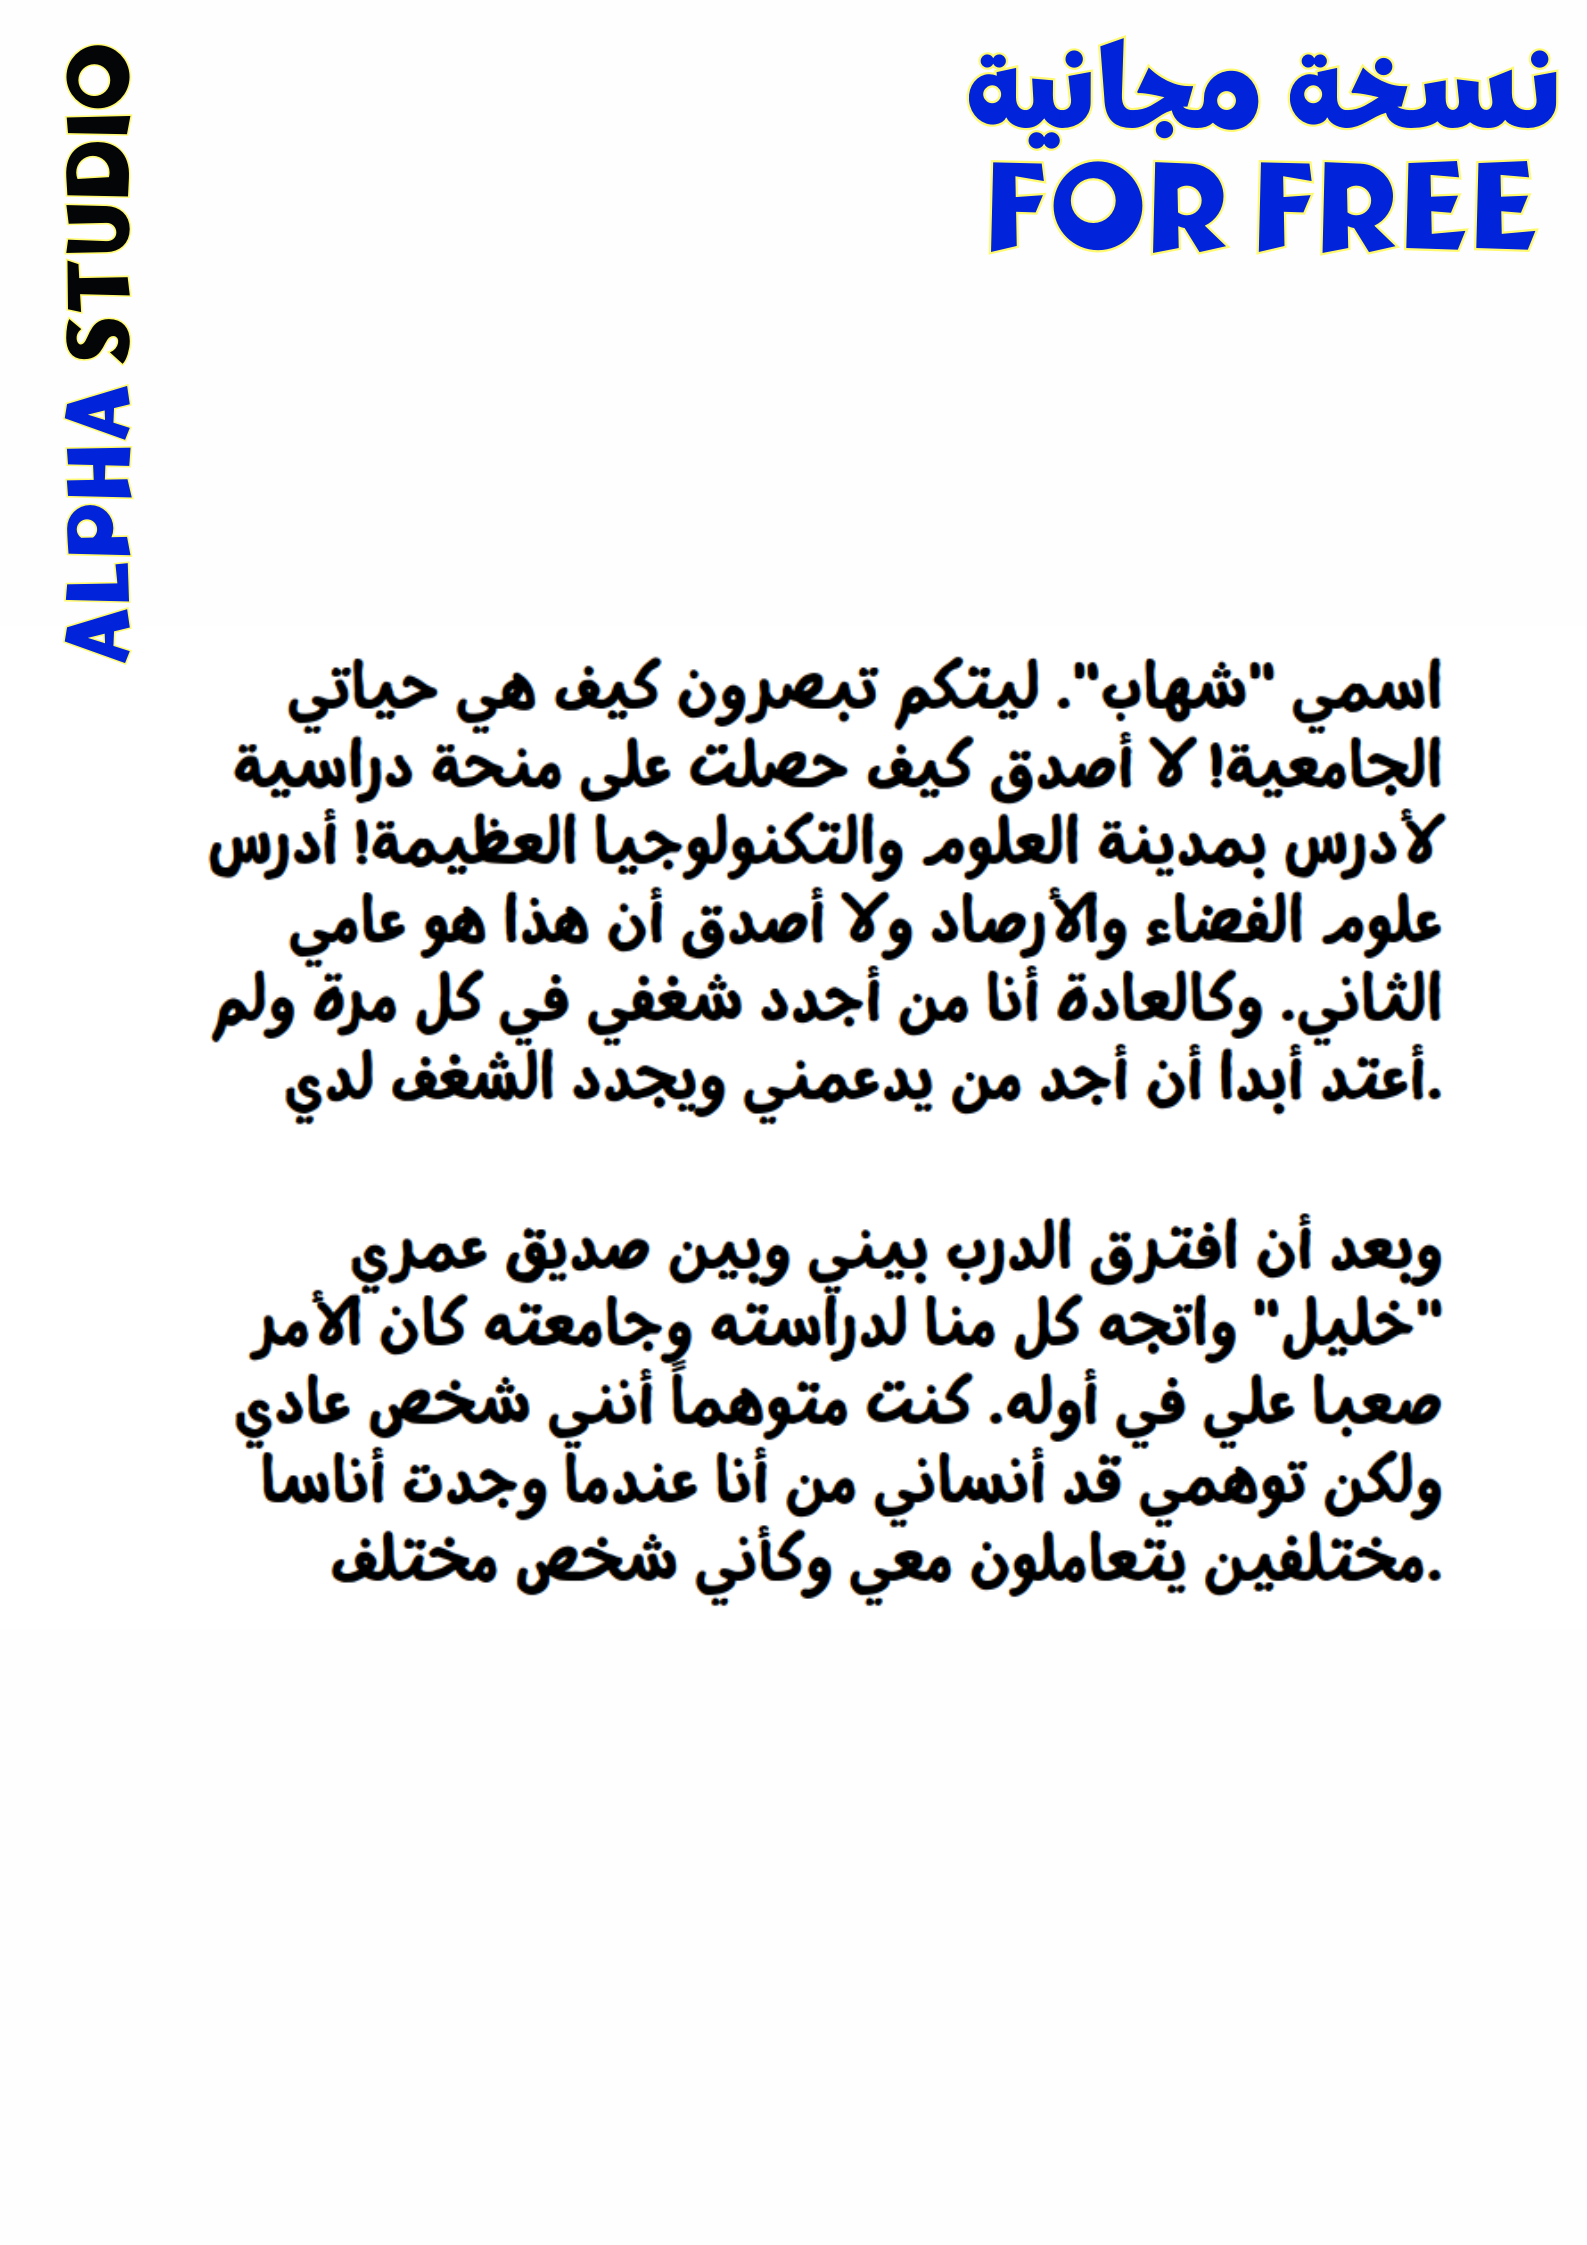 نسخة مجانية
FOR FREE
ALPHA STUDIO
اسمي "شهاب". ليتكم تبصرون كيف هي حياتي
الجامعية! لا أصدق كيف حصلت على منحة دراسية
لأدرس بمدينة العلوم والتكنولوجيا العظيمة! أدرس
علوم الفضاء والأرصاد ولا أصدق أن هذا هو عامي
الثاني. وكالعادة أنا من أجدد شغفي في كل مرة ولم
أعتد أبدا أن أجد من يدعمني ويجدد الشغف لدي.
وبعد أن افترق الدرب بيني وبين صديق عمري
"خليل" واتجه كل منا لدراسته وجامعته كان الأمر
صعبا علي في أوله. كنت متوهماً أنني شخص عادي
ولكن توهمي قد أنساني من أنا عندما وجدت أناسا
مختلفين يتعاملون معي وكأني شخص مختلف.